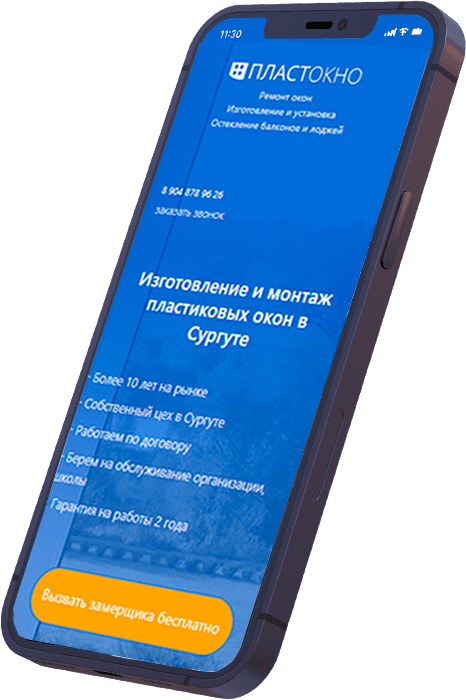 11:30
ПЛАСТОКНО
Ремонт окон
Изготовление и установка
Остекление балконов и лоджей
8 904 878 96 26
заказать звонок
Изготовление и монтаж
пластиковых окон в
Сургуте
- Более 10 лет на рынке
- Собственный цех в Сургуте
- Работаем по договору
- Берем на обслуживание организации,
школы
Гарантия на работы 2 года
Вызвать замерщика бесплатно